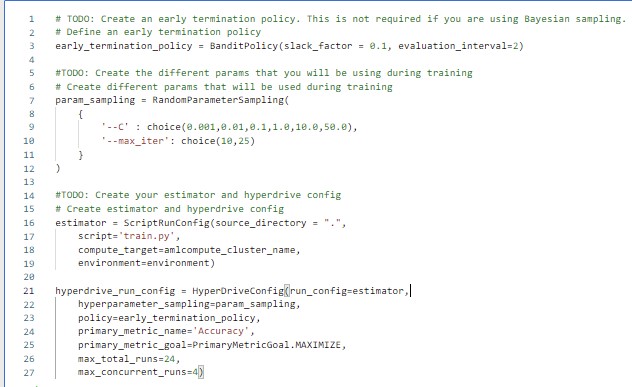 1 # TODO: Create an early termination policy. This is not required if you are using Bayesian sampling.
2 # Define an early termination policy
3 early_termination_policy = BanditPolicy(slack_factor = 0.1, evaluation_interval=2)
4
5 #TODO: Create the different params that you will be using during training
6 # Create different params that will be used during training
7 param_sampling = RandomParameterSampling(
8 {
9 '--C' : choice(0.001,0.01,0.1,1.0,10.0,50.0),
10 '--max_iter': choice(10,25)
11 }
12 )
13
14 #TODO: Create your estimator and hyperdrive config
15 # Create estimator and hyperdrive config
16 estimator = ScriptRunConfig(source_directory = ".",
17 script='train.py',
18 compute_target=amlcompute_cluster_name,
19 environment=environment)
20
21 hyperdrive_run_config = HyperDriveConfig(run_config=estimator,
22 hyperparameter_sampling=param_sampling,
23 policy=early_termination_policy,
24 primary_metric_name='Accuracy',
25 primary_metric_goal=PrimaryMetricGoal.MAXIMIZE,
26 max_total_runs=24,
27 max_concurrent_runs=4)